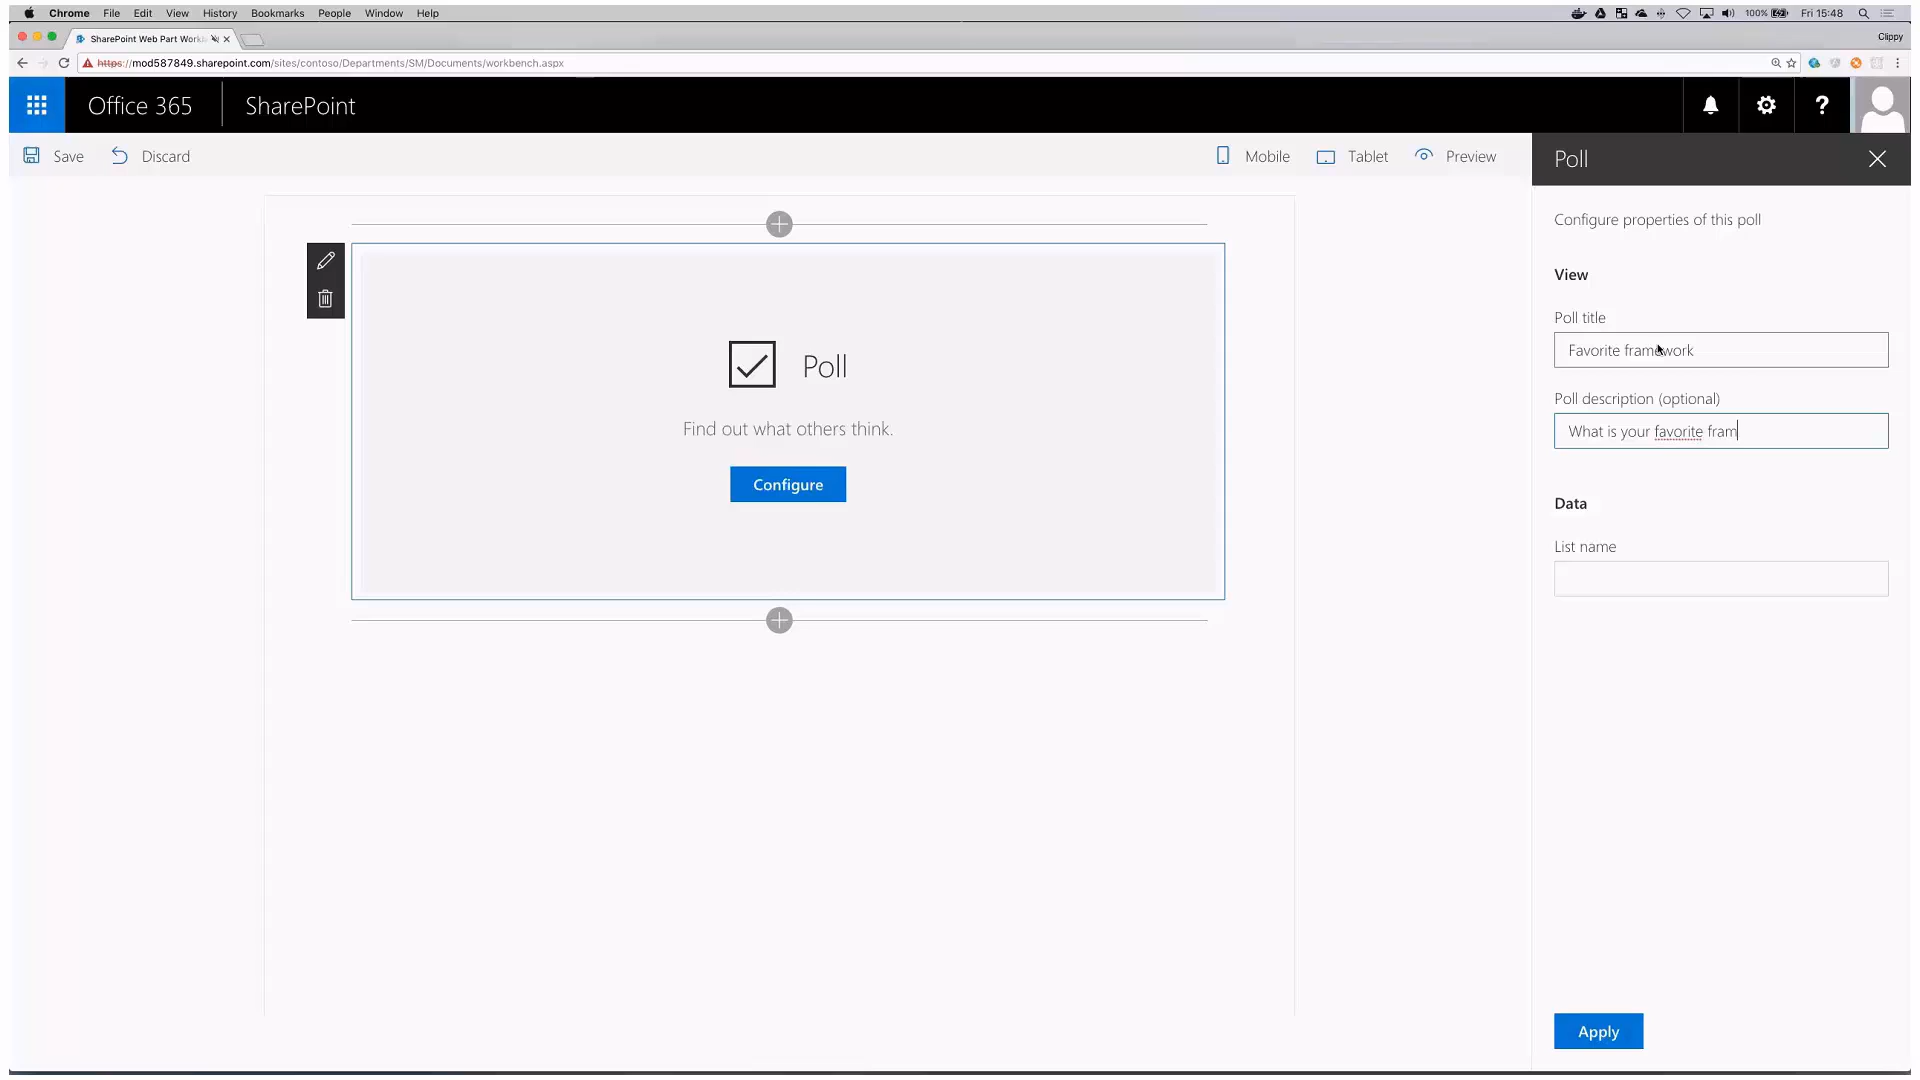 Chrome File Edit View History Bookmarks People Window Help 100% Fri 15:48
SharePoint Web Part Work Clippy
https://mod587849.sharepoint.com/sites/contoso/Departments/SM/Documents/workbench.aspx
Office 365 SharePoint ?
Save Discard Mobile Tablet Preview
Poll
Configure properties of this poll
View
Poll title
Favorite framework
Poll description (optional)
What is your favorite fram
Data
List name
Apply
Poll
Find out what others think.
Configure